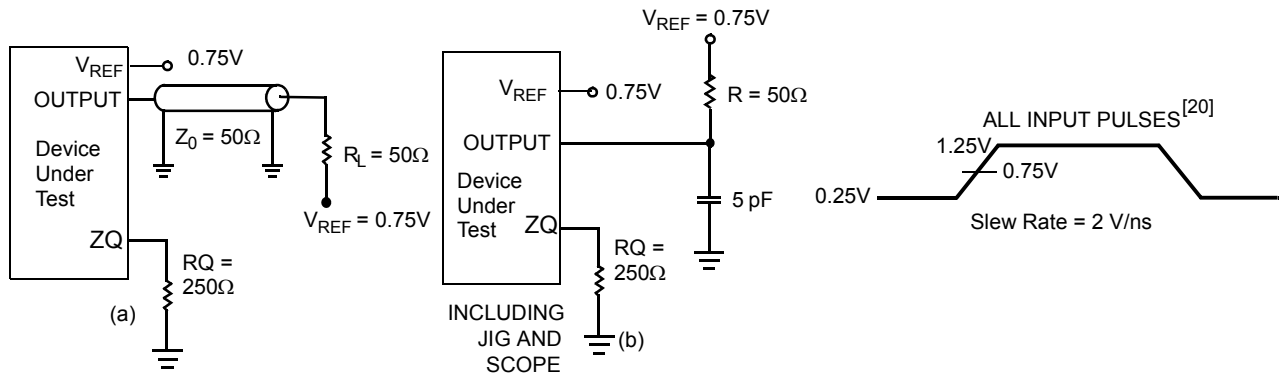 V_REF 0.75V
OUTPUT
Z_0 = 50Ω
Device
Under
Test
R_L = 50Ω
V_REF = 0.75V
ZQ
RQ =
250Ω
(a)
V_REF = 0.75V
V_REF 0.75V
R = 50Ω
OUTPUT
Device
Under
Test
5 pF
ZQ
RQ =
250Ω
INCLUDING
JIG AND
SCOPE
(b)
ALL INPUT PULSES[20]
1.25V
0.75V
0.25V
Slew Rate = 2 V/ns